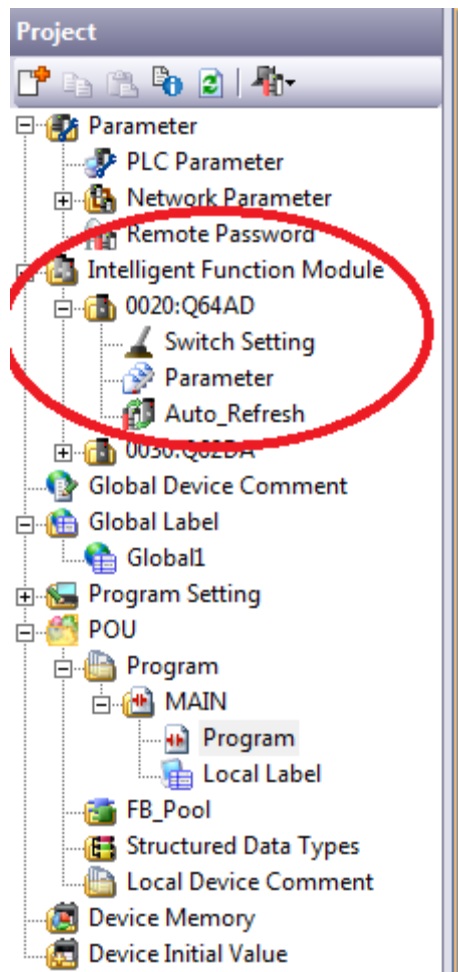 Project
Parameter
PLC Parameter
Network Parameter
Remote Password
Intelligent Function Module
0020:Q64AD
Switch Setting
Parameter
Auto_Refresh
0030:Q62DA
Global Device Comment
Global Label
Global1
Program Setting
POU
Program
MAIN
Program
Local Label
FB_Pool
Structured Data Types
Local Device Comment
Device Memory
Device Initial Value